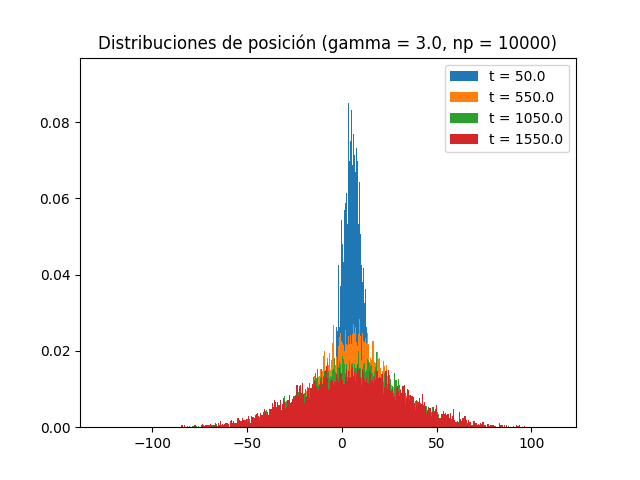 Distribuciones de posición (gamma = 3.0, np = 10000)
t = 50.0
t = 550.0
t = 1050.0
t = 1550.0
0.08
0.06
0.04
0.02
0.00
−100
−50
0
50
100